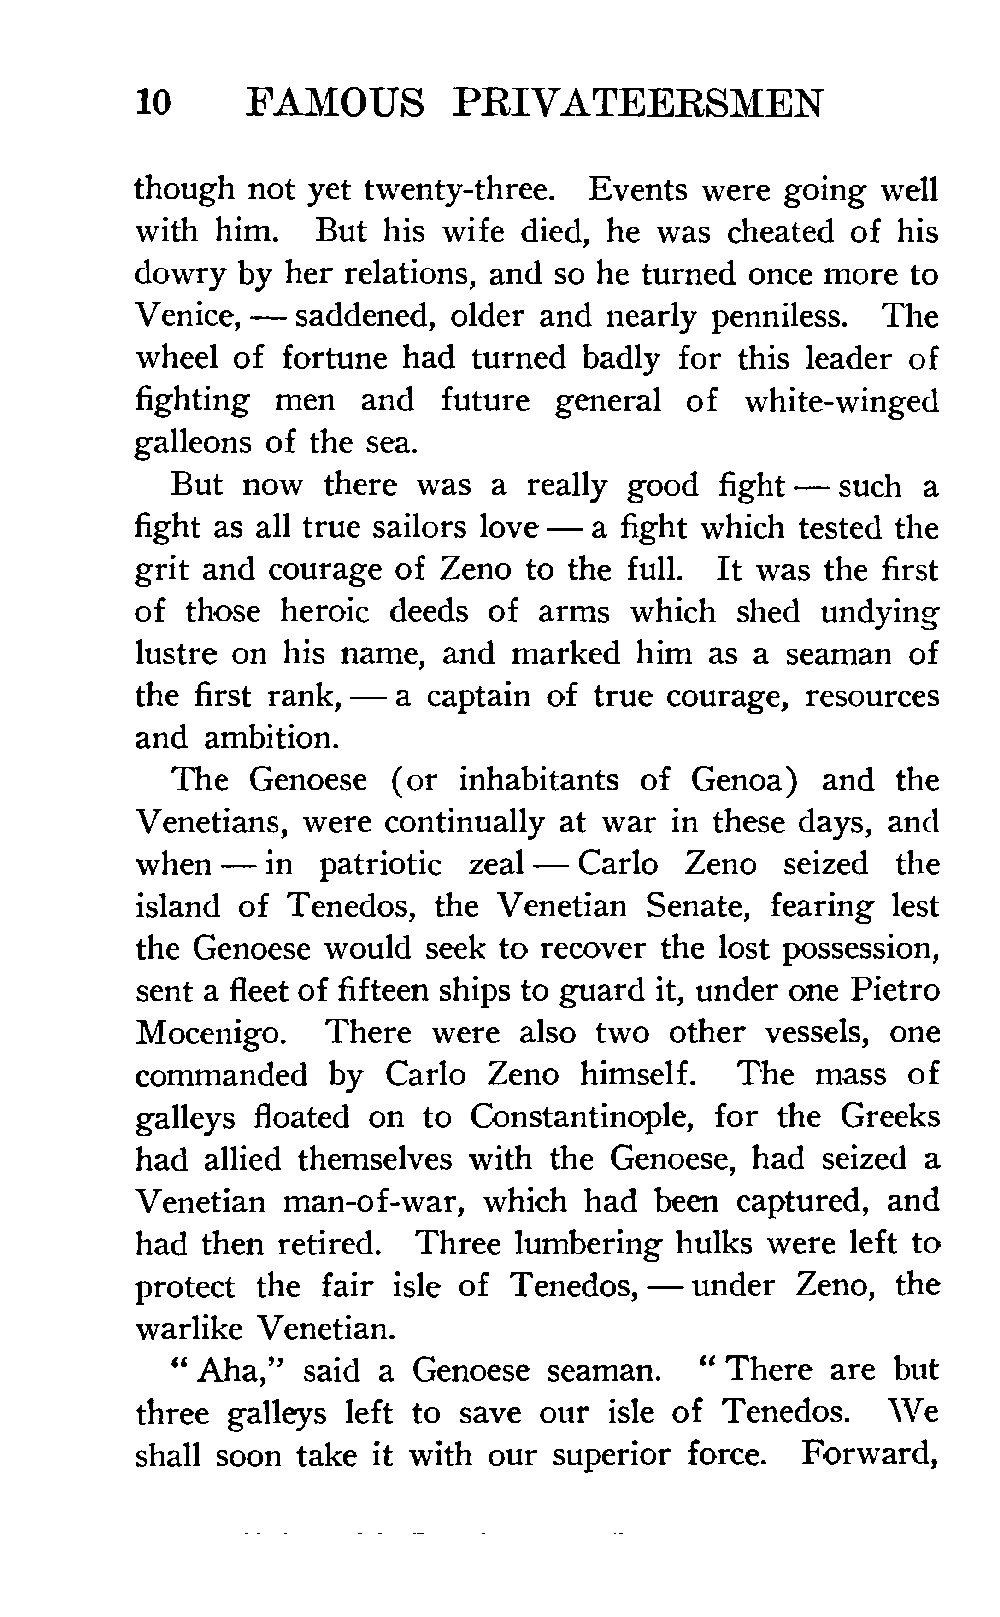 10 FAMOUS PRIVATEERSMEN
though not yet twenty-three. Events were going well
with him. But his wife died, he was cheated of his
dowry by her relations, and so he turned once more to
Venice, — saddened, older and nearly penniless. The
wheel of fortune had turned badly for this leader of
fighting men and future general of white-winged
galleons of the sea.
But now there was a really good fight — such a
fight as all true sailors love — a fight which tested the
grit and courage of Zeno to the full. It was the first
of those heroic deeds of arms which shed undying
lustre on his name, and marked him as a seaman of
the first rank, — a captain of true courage, resources
and ambition.
The Genoese (or inhabitants of Genoa) and the
Venetians, were continually at war in these days, and
when — in patriotic zeal — Carlo Zeno seized the
island of Tenedos, the Venetian Senate, fearing lest
the Genoese would seek to recover the lost possession,
sent a fleet of fifteen ships to guard it, under one Pietro
Mocenigo. There were also two other vessels, one
commanded by Carlo Zeno himself. The mass of
galleys floated on to Constantinople, for the Greeks
had allied themselves with the Genoese, had seized a
Venetian man-of-war, which had been captured, and
had then retired. Three lumbering hulks were left to
protect the fair isle of Tenedos, — under Zeno, the
warlike Venetian.
“ Aha,” said a Genoese seaman. “ There are but
three galleys left to save our isle of Tenedos. We
shall soon take it with our superior force. Forward,